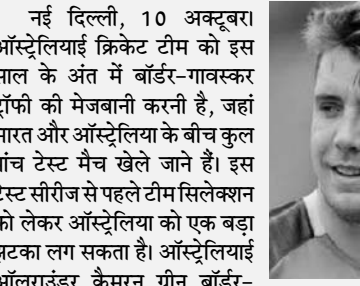 नई दिल्ली, 10 अक्टूबर।
ऑस्ट्रेलियाई क्रिकेट टीम को इस
साल के अंत में बॉर्डर-गावस्कर
ट्रॉफी की मेजबानी करनी है, जहां
भारत और ऑस्ट्रेलिया के बीच कुल
पांच टेस्ट मैच खेले जाने हैं। इस
टेस्ट सीरीज से पहले टीम सिलेक्शन
को लेकर ऑस्ट्रेलिया को एक बड़ा
झटका लग सकता है। ऑस्ट्रेलियाई
ऑलराउंडर कैमरन ग्रीन बॉर्डर-